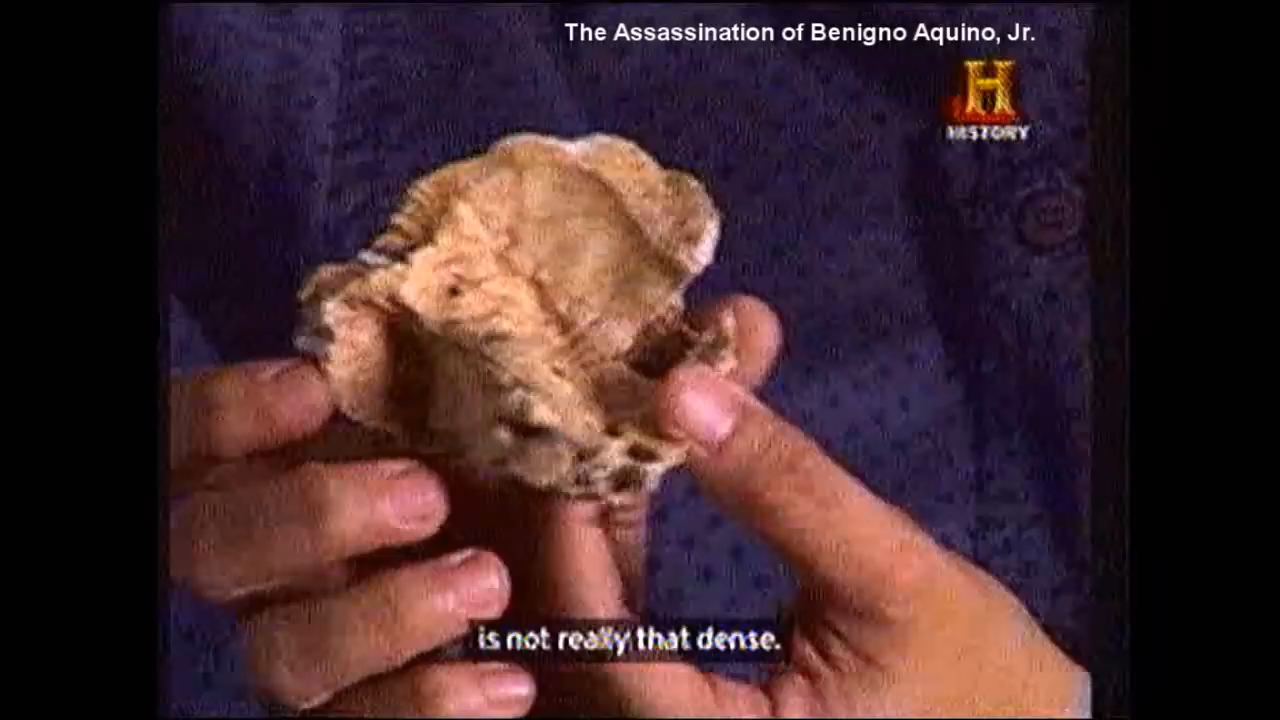 The Assassination of Benigno Aquino, Jr.
H
HISTORY
is not really that dense.